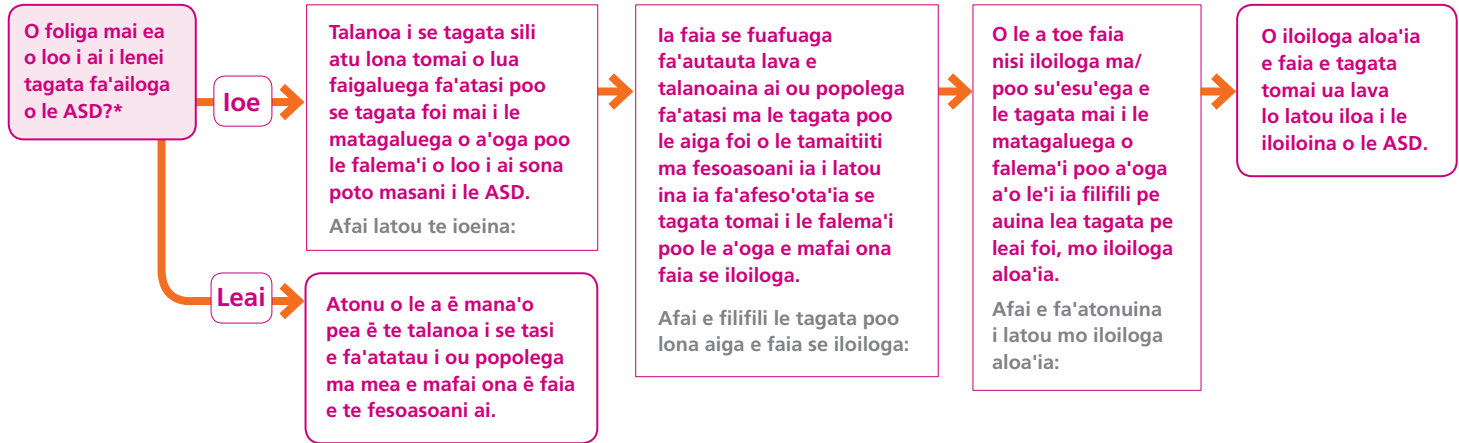 O foliga mai ea
o loo i ai i lenei
tagata fa'ailoga
o le ASD?*
Ioe
Talanoa i se tagata sili
atu lona tomai o lua
faigaluega fa'atasi poo
se tagata foi mai i le
matagaluega o a'oga poo
le falema'i o loo i ai sona
poto masani i le ASD.
Afai latou te ioeina:
Ia faia se fuafuaga
fa'autauta lava e
talanoaina ai ou popolega
fa'atasi ma le tagata poo
le aiga foi o le tamaitiiti
ma fesoasoani ia i latou
ina ia fa'afeso'ota'ia se
tagata tomai i le falema'i
poo le a'oga e mafai ona
faia se iloiloga.
Afai e filifili le tagata poo
lona aiga e faia se iloiloga:
O le a toe faia
nisi iloiloga ma/
poo su'esu'ega e
le tagata mai i le
matagaluega o
falema'i poo a'oga
a'o le'i ia filifili pe
auina lea tagata pe
leai foi, mo iloiloga
aloa'ia.
Afai e fa'atonuina
i latou mo iloiloga
aloa'ia:
O iloiloga aloa'ia
e faia e tagata
tomai ua lava
lo latou iloa i le
iloiloina o le ASD.
Leai
Atonu o le a ē mana'o
pea ē te talanoa i se tasi
e fa'atatau i ou popolega
ma mea e mafai ona ē faia
e te fesoasoani ai.